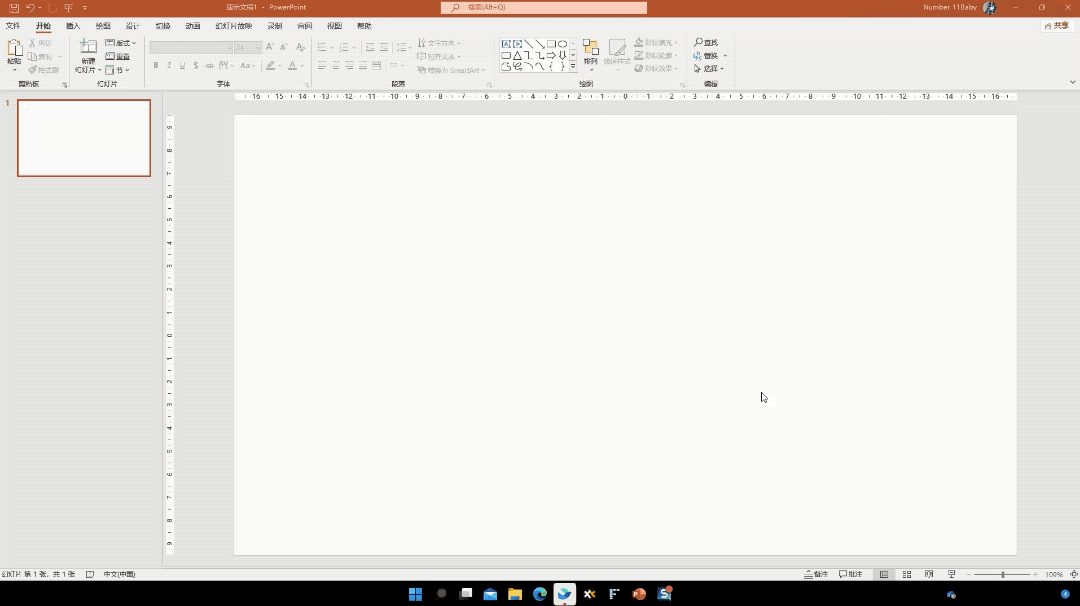 演示文稿1 - PowerPoint
搜索(Alt+Q)
Number 11Baby
文件 开始 插入 绘图 设计 切换 动画 幻灯片放映 录制 审阅 视图 帮助
共享
粘贴 剪切 复制 格式刷
剪贴板
新建 幻灯片 版式 重置 节
幻灯片
24
B I U S ab AV Aa A
字体
文字方向 对齐文本 转换为 SmartArt
段落
排列 快速样式 形状填充 形状轮廓 形状效果
绘图
查找 替换 选择
编辑
16 15 14 13 12 11 10 9 8 7 6 5 4 3 2 1 0 1 2 3 4 5 6 7 8 9 10 11 12 13 14 15 16
1
9 8 7 6 5 4 3 2 1 0 1 2 3 4 5 6 7 8 9
幻灯片 第 1 张，共 1 张 中文(中国)
备注 批注 109%